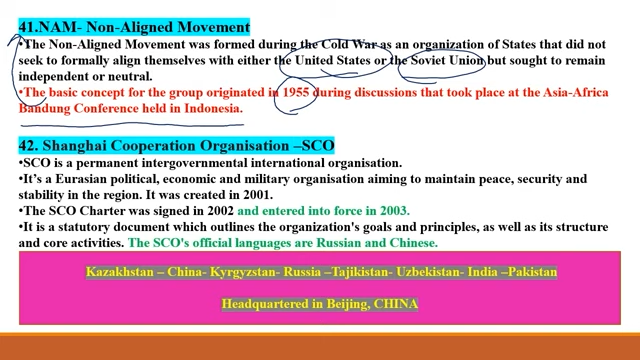 41.NAM- Non-Aligned Movement
•The Non-Aligned Movement was formed during the Cold War as an organization of States that did not
seek to formally align themselves with either the United States or the Soviet Union but sought to remain
independent or neutral.
•The basic concept for the group originated in 1955 during discussions that took place at the Asia-Africa
Bandung Conference held in Indonesia.
42. Shanghai Cooperation Organisation –SCO
•SCO is a permanent intergovernmental international organisation.
•It's a Eurasian political, economic and military organisation aiming to maintain peace, security and
stability in the region. It was created in 2001.
•The SCO Charter was signed in 2002 and entered into force in 2003.
•It is a statutory document which outlines the organization's goals and principles, as well as its structure
and core activities. The SCO's official languages are Russian and Chinese.
Kazakhstan – China- Kyrgyzstan- Russia –Tajikistan- Uzbekistan- India –Pakistan
Headquartered in Beijing, CHINA